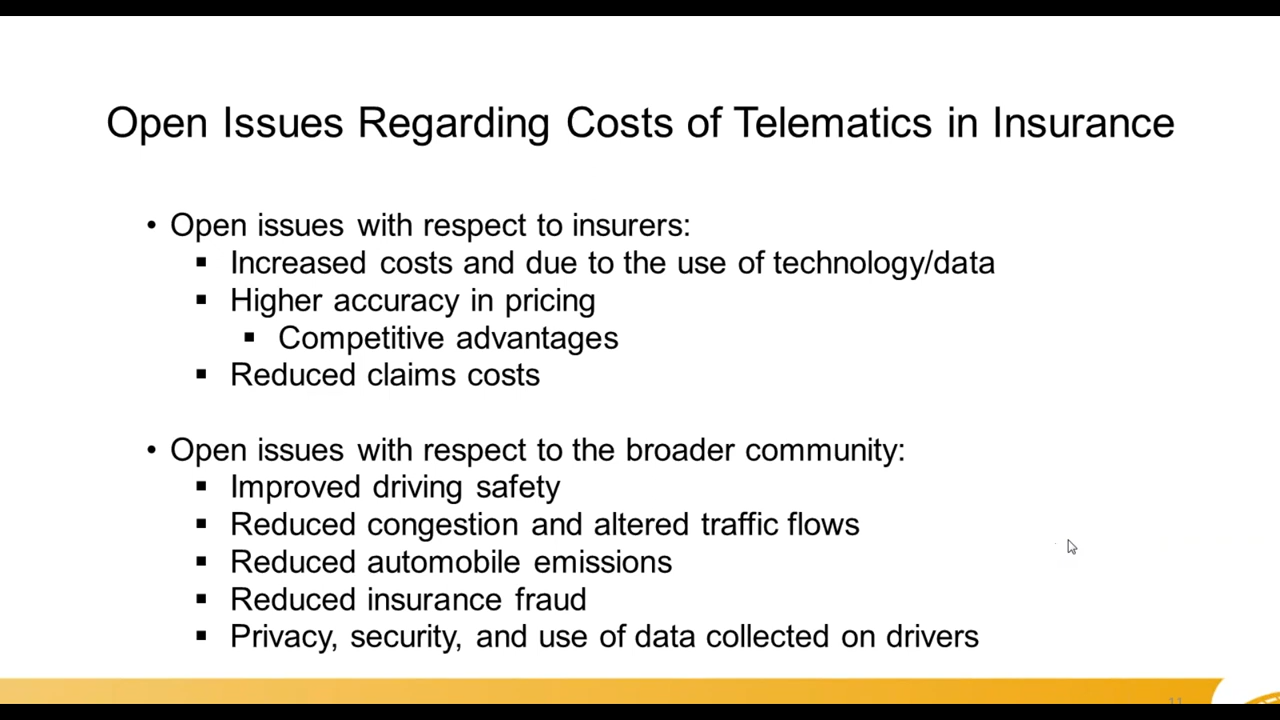 Open Issues Regarding Costs of Telematics in Insurance
• Open issues with respect to insurers:
▪ Increased costs and due to the use of technology/data
▪ Higher accuracy in pricing
▪ Competitive advantages
▪ Reduced claims costs
• Open issues with respect to the broader community:
▪ Improved driving safety
▪ Reduced congestion and altered traffic flows
▪ Reduced automobile emissions
▪ Reduced insurance fraud
▪ Privacy, security, and use of data collected on drivers
11